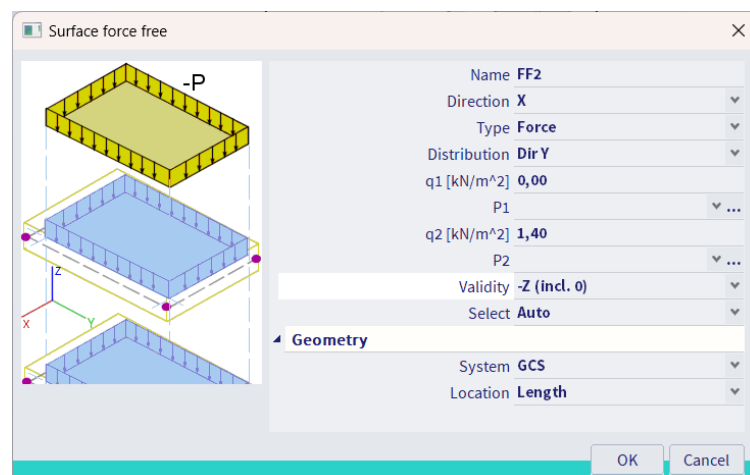 Surface force free
-P
Z
X
Y
Name FF2
Direction X
Type Force
Distribution Dir Y
q1 [kN/m^2] 0,00
P1 ...
q2 [kN/m^2] 1,40
P2 ...
Validity -Z (incl. 0)
Select Auto
Geometry
System GCS
Location Length
OK Cancel